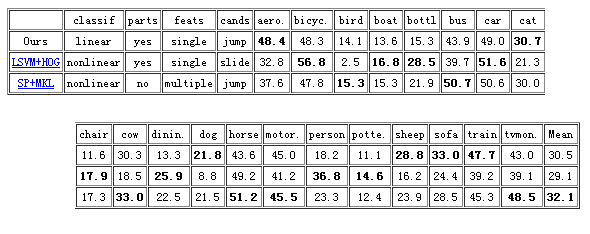 classif parts feats cands aero. bicyc. bird boat bottl bus car cat
Ours linear yes single jump 48.4 48.3 14.1 13.6 15.3 43.9 49.0 30.7
LSVM+HOG nonlinear yes single slide 32.8 56.8 2.5 16.8 28.5 39.7 51.6 21.3
SP+MKL nonlinear no multiple jump 37.6 47.8 15.3 15.3 21.9 50.7 50.6 30.0
chair cow dinin. dog horse motor. person potte. sheep sofa train tvmon. Mean
11.6 30.3 13.3 21.8 43.6 45.0 18.2 11.1 28.8 33.0 47.7 43.0 30.5
17.9 18.5 25.9 8.8 49.2 41.2 36.8 14.6 16.2 24.4 39.2 39.1 29.1
17.3 33.0 22.5 21.5 51.2 45.5 23.3 12.4 23.9 28.5 45.3 48.5 32.1